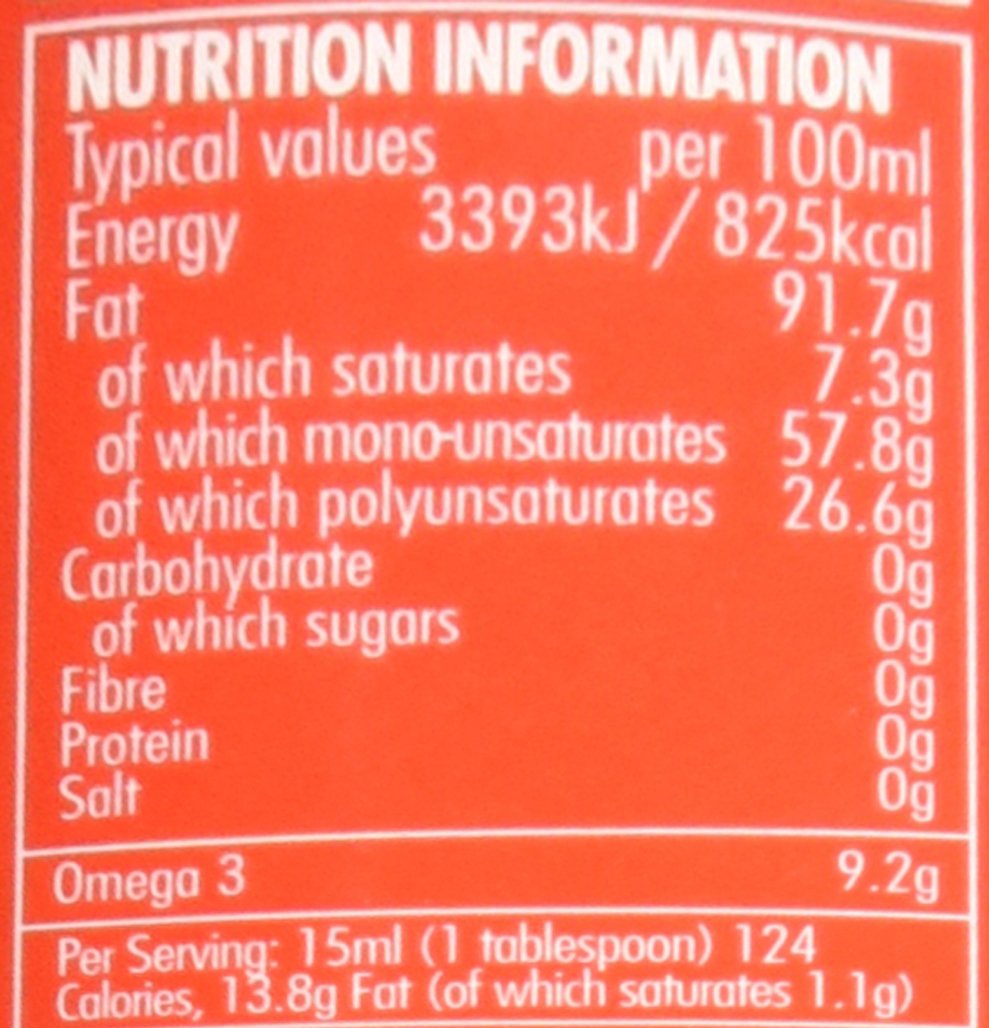 NUTRITION INFORMATION
Typical values per 100ml
Energy 3393kJ / 825kcal
Fat 91.7g
of which saturates 7.3g
of which mono-unsaturates 57.8g
of which polyunsaturates 26.6g
Carbohydrate 0g
of which sugars 0g
Fibre 0g
Protein 0g
Salt 0g
Omega 3 9.2g
Per Serving: 15ml (1 tablespoon) 124
Calories, 13.8g Fat (of which saturates 1.1g)